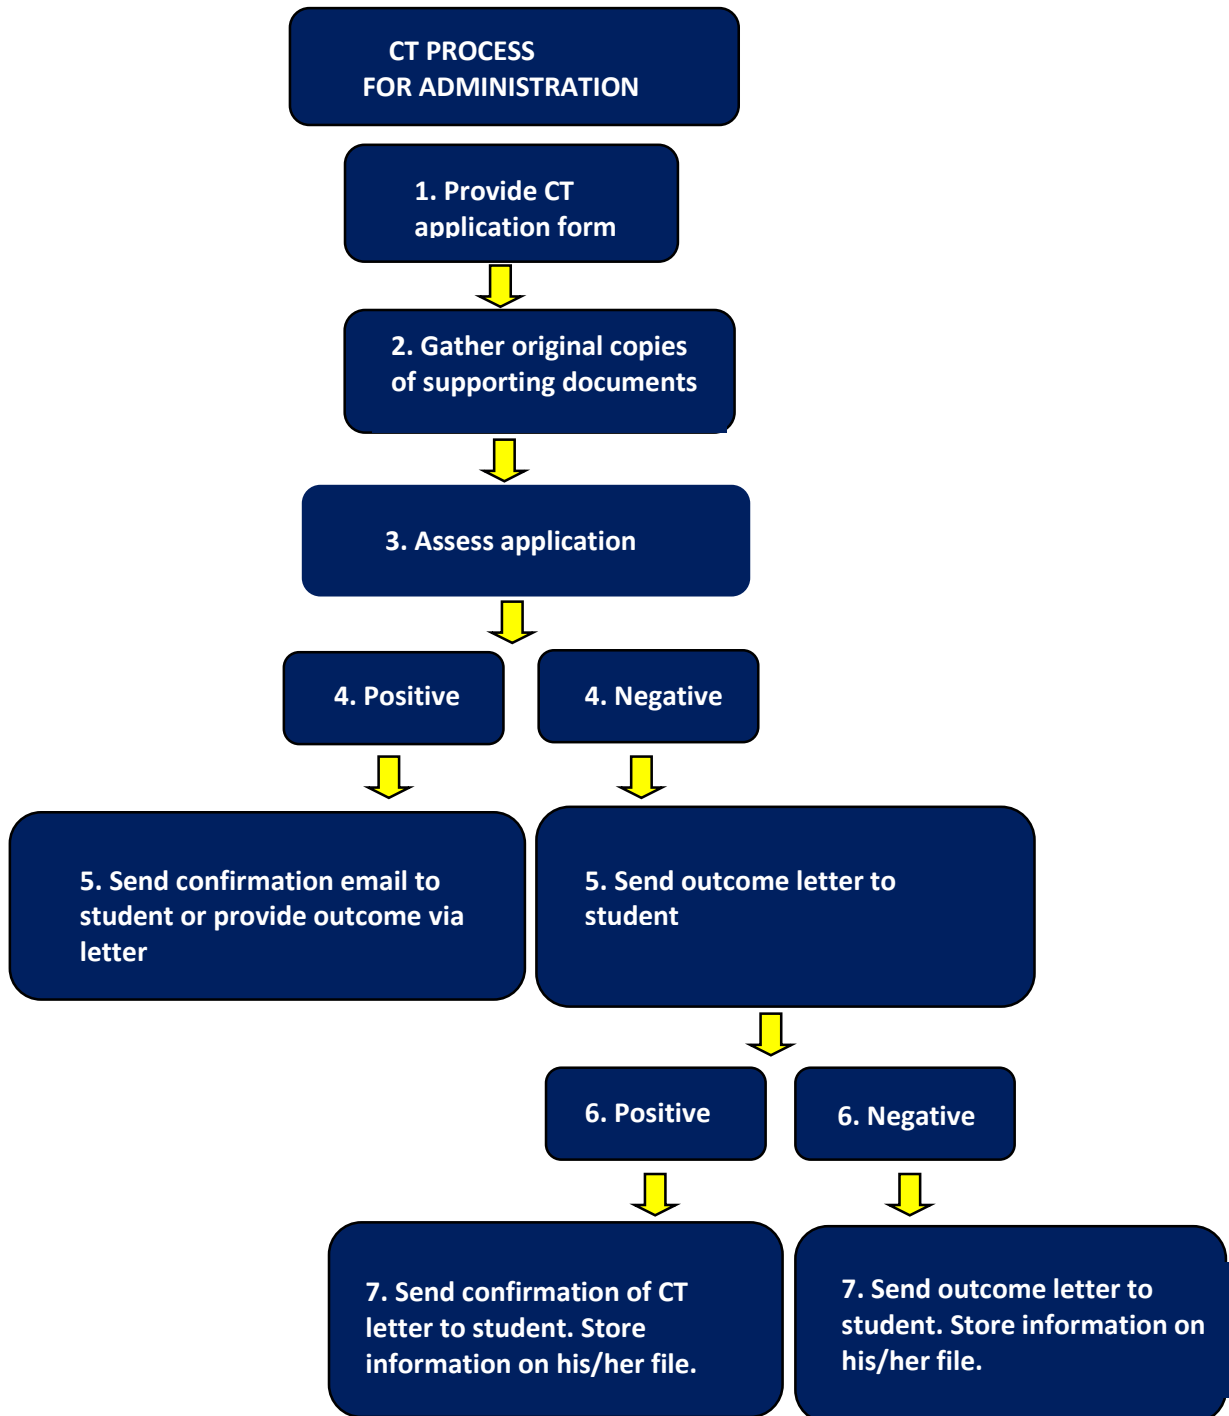 CT PROCESS
FOR ADMINISTRATION
1. Provide CT
application form
2. Gather original copies
of supporting documents
3. Assess application
4. Positive
4. Negative
5. Send confirmation email to
student or provide outcome via
letter
5. Send outcome letter to
student
6. Positive
6. Negative
7. Send confirmation of CT
letter to student. Store
information on his/her file.
7. Send outcome letter to
student. Store information on
his/her file.